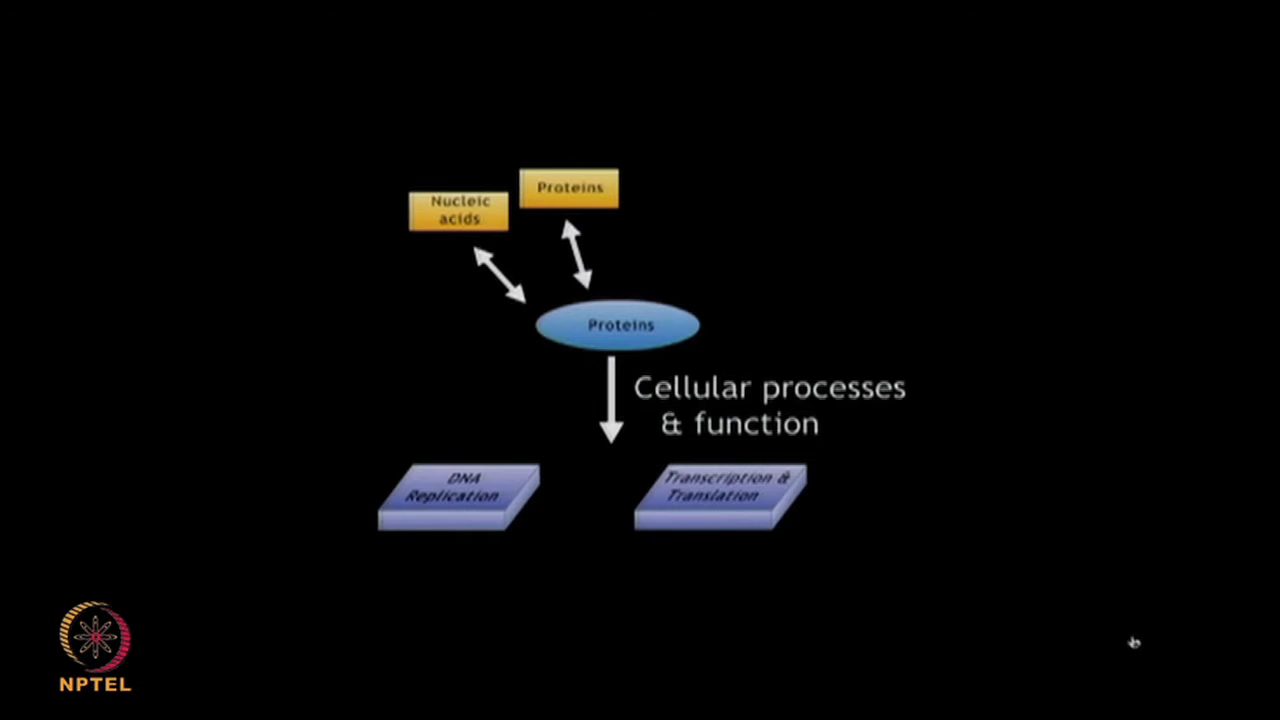 Proteins
Nucleic
acids
Proteins
Cellular processes
& function
DNA
Replication
Transcription &
Translation
NPTEL